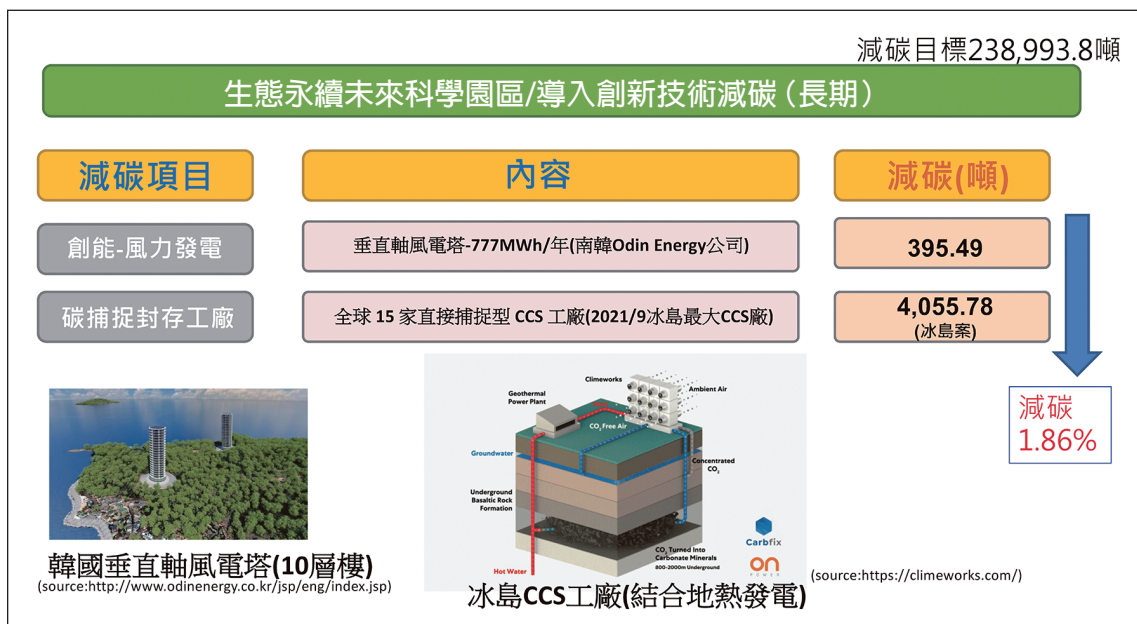 減碳目標238,993.8噸
生態永續未來科學園區/導入創新技術減碳(長期)
減碳項目
內容
減碳(噸)
創能-風力發電
垂直軸風電塔-777MWh/年(南韓Odin Energy公司)
395.49
碳捕捉封存工廠
全球 15 家直接捕捉型 CCS 工廠(2021/9冰島最大CCS廠)
4,055.78
(冰島案)
減碳
1.86%
Climeworks
Ambient Air
Geothermal
Power Plant
CO₂ Free Air
Groundwater
Concentrated
CO₂
Underground
Basaltic Rock
Formation
CO₂ Turned Into
Carbonate Minerals
800-2000m Underground
Hot Water
Carbfix
ON
POWER
韓國垂直軸風電塔(10層樓)
(source:http://www.odinenergy.co.kr/jsp/eng/index.jsp)
冰島CCS工廠(結合地熱發電)
(source:https://climeworks.com/)